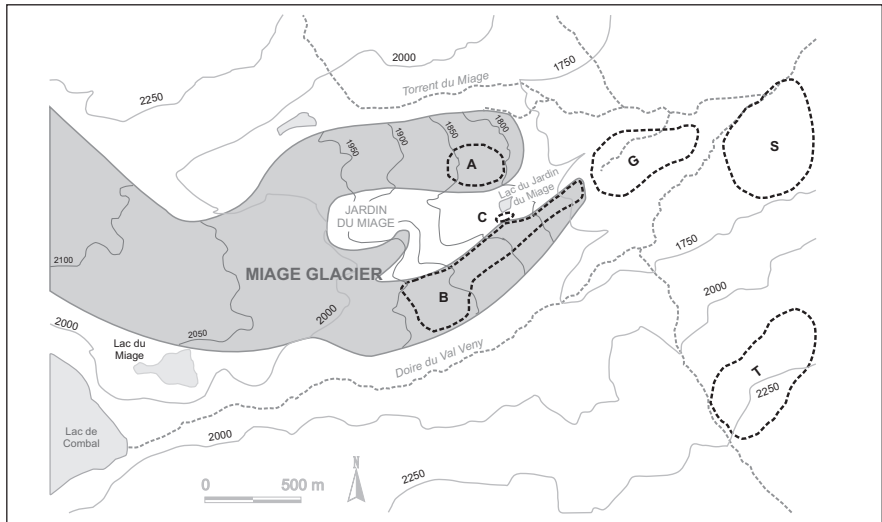 2000
1750
2250
Torrent du Miage
1950
1900
1850
1800
A
G
S
Lac du Jardin
du Miage
C
JARDIN
DU MIAGE
1750
2100
MIAGE GLACIER
B
2000
2000
2000
2050
Lac du
Miage
Doire du Val Veny
T
2250
Lac de
Combal
2000
2250
0
500 m
N